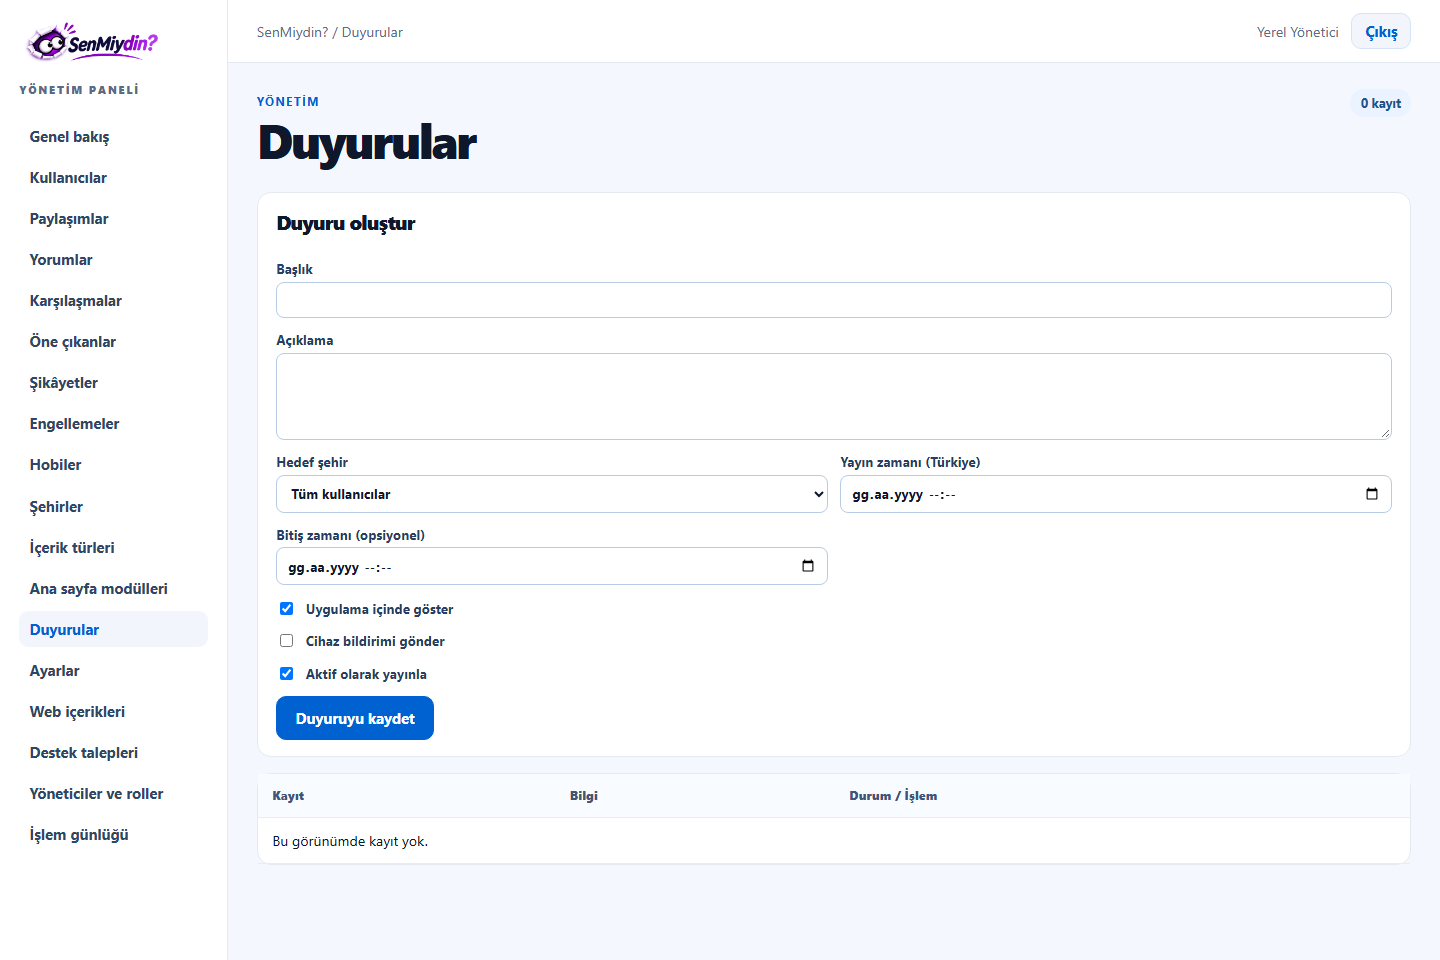 SenMiydin?
YÖNETİM PANELİ
Genel bakış
Kullanıcılar
Paylaşımlar
Yorumlar
Karşılaşmalar
Öne çıkanlar
Şikâyetler
Engellemeler
Hobiler
Şehirler
İçerik türleri
Ana sayfa modülleri
Duyurular
Ayarlar
Web içerikleri
Destek talepleri
Yöneticiler ve roller
İşlem günlüğü
SenMiydin? / Duyurular
Yerel Yönetici
Çıkış
YÖNETİM
0 kayıt
Duyurular
Duyuru oluştur
Başlık
Açıklama
Hedef şehir
Tüm kullanıcılar
Yayın zamanı (Türkiye)
gg.aa.yyyy --:--
Bitiş zamanı (opsiyonel)
gg.aa.yyyy --:--
Uygulama içinde göster
Cihaz bildirimi gönder
Aktif olarak yayınla
Duyuruyu kaydet
Kayıt Bilgi Durum / İşlem
Bu görünümde kayıt yok.